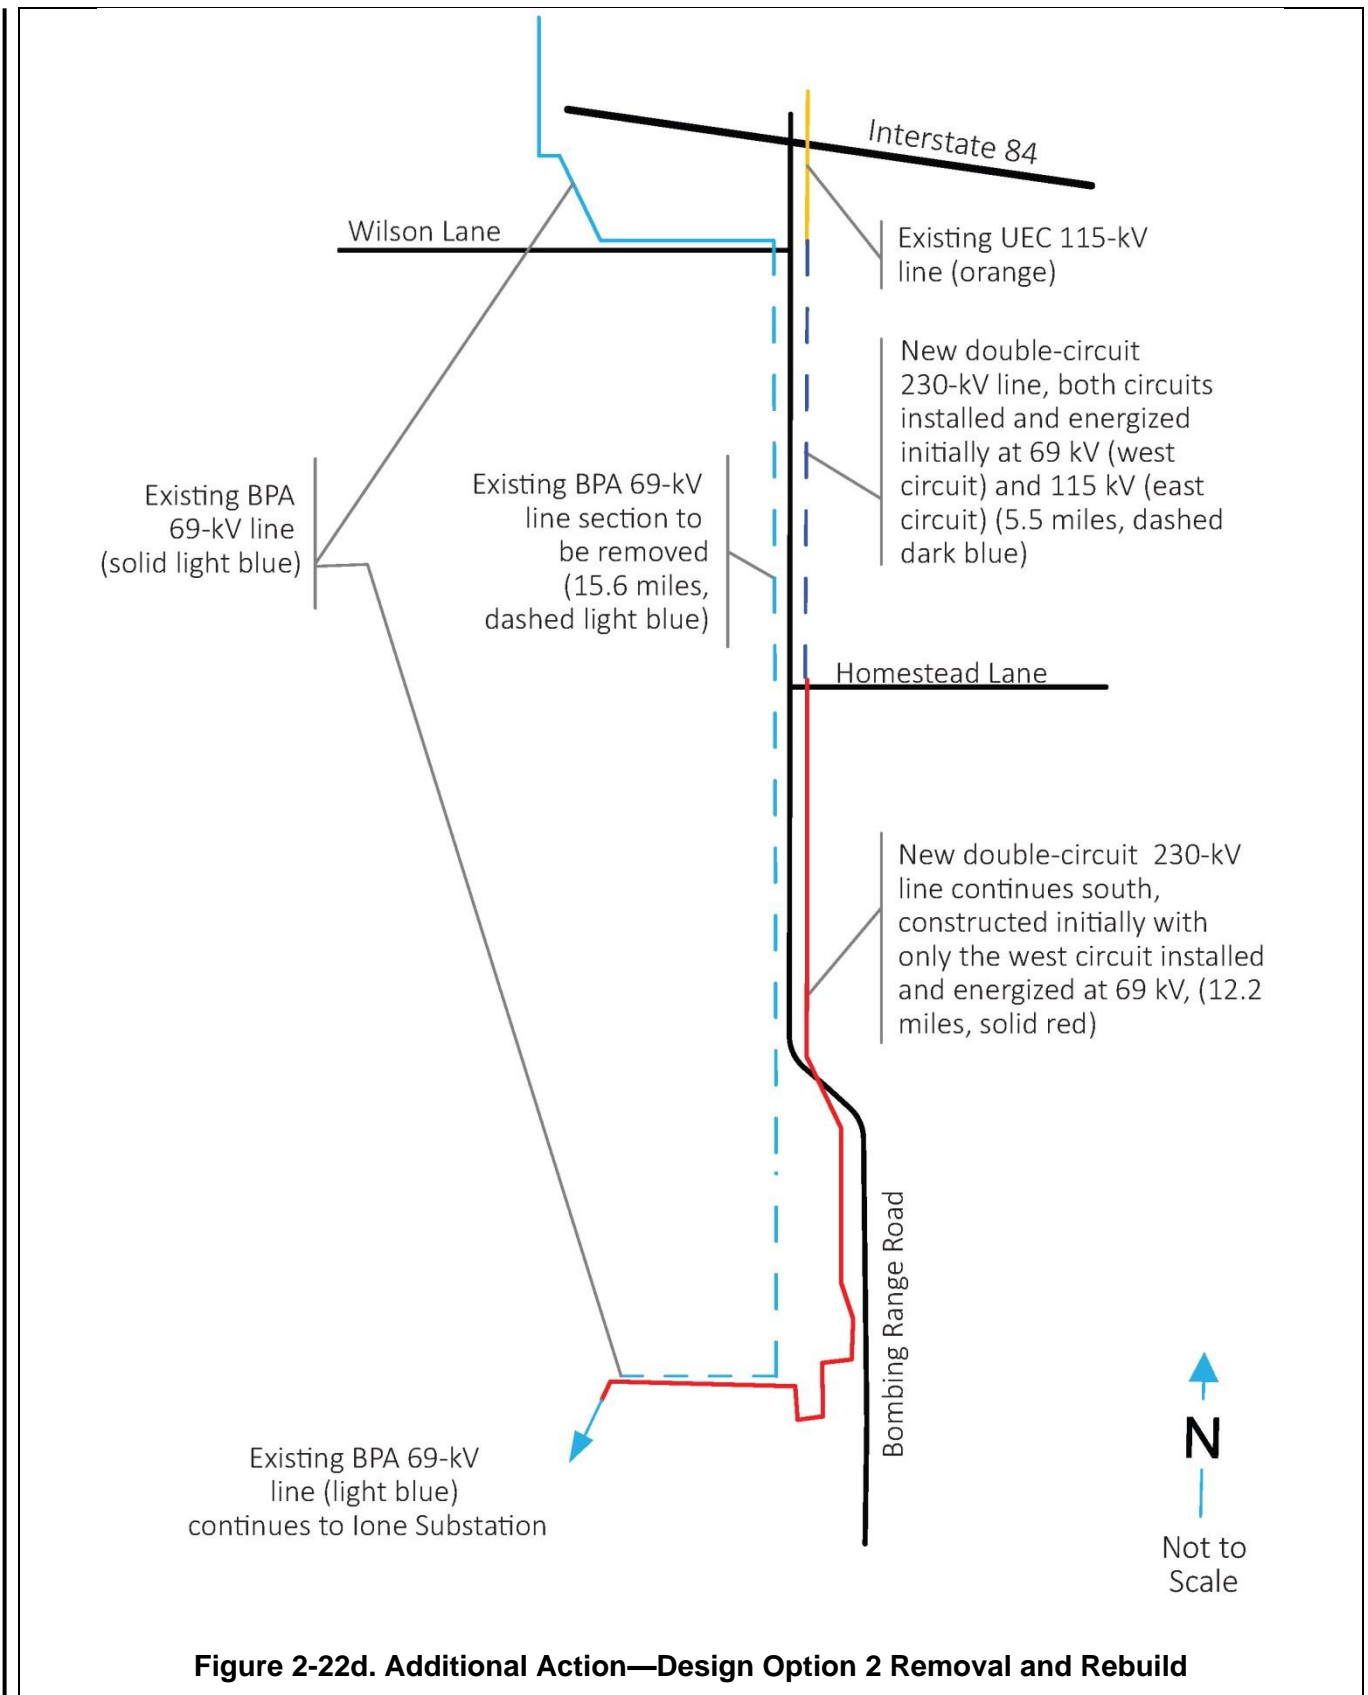 Interstate 84
Wilson Lane
Existing UEC 115-kV
line (orange)
New double-circuit
230-kV line, both circuits
installed and energized
initially at 69 kV (west
circuit) and 115 kV (east
circuit) (5.5 miles, dashed
dark blue)
Existing BPA
69-kV line
(solid light blue)
Existing BPA 69-kV
line section to
be removed
(15.6 miles,
dashed light blue)
Homestead Lane
New double-circuit 230-kV
line continues south,
constructed initially with
only the west circuit installed
and energized at 69 kV, (12.2
miles, solid red)
Bombing Range Road
Existing BPA 69-kV
line (light blue)
continues to Ione Substation
N
Not to
Scale
Figure 2-22d. Additional Action—Design Option 2 Removal and Rebuild